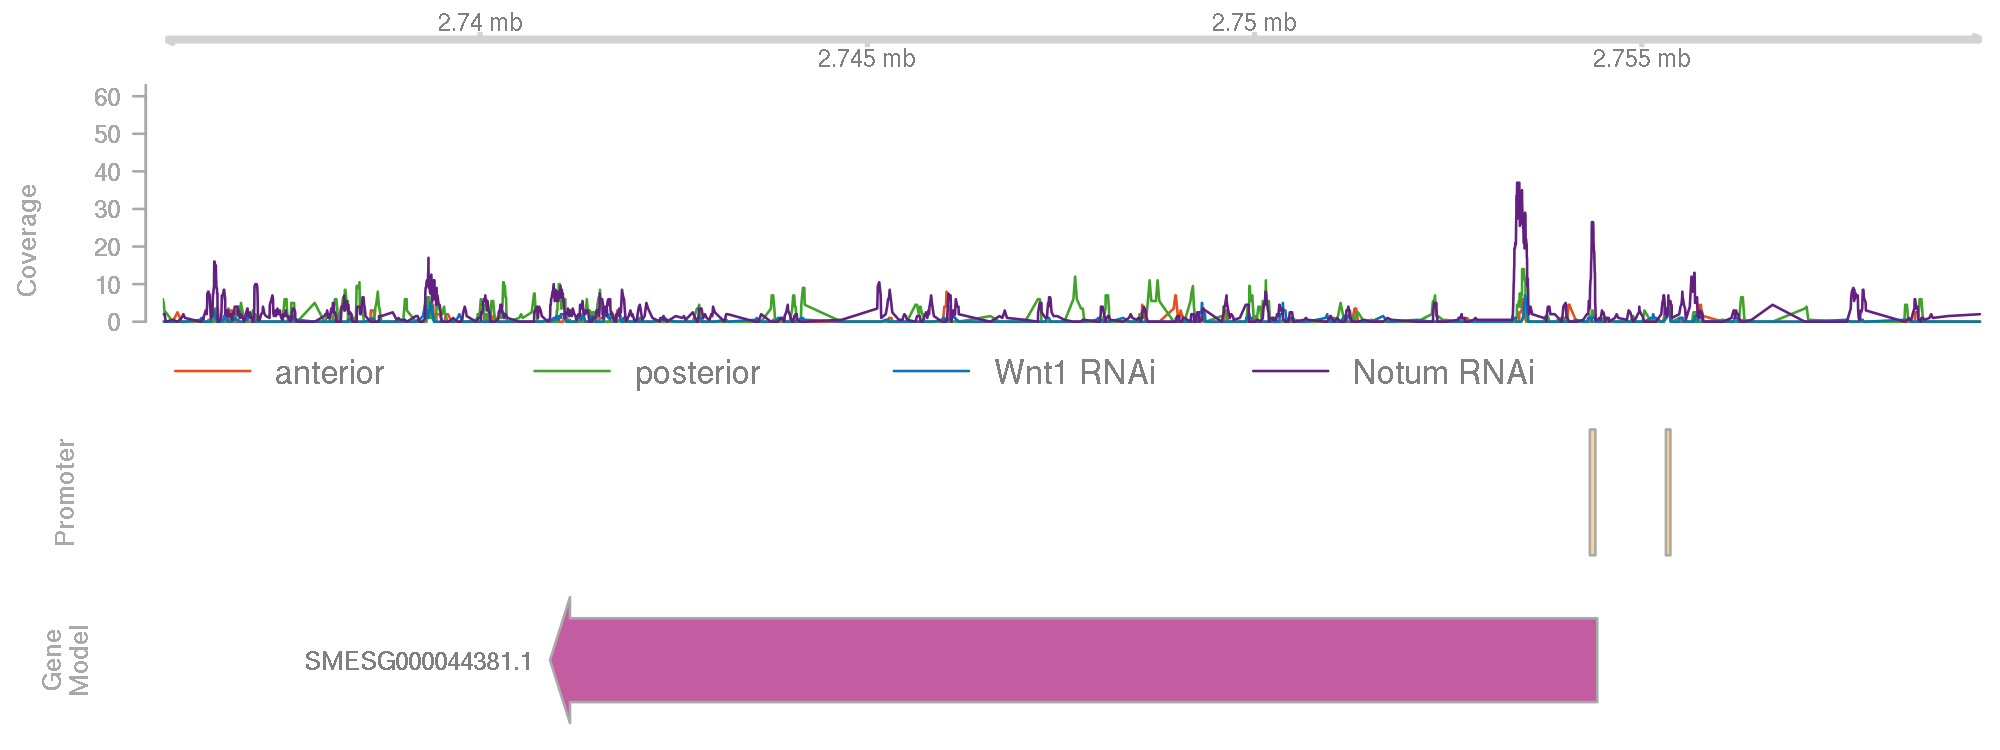 2.74 mb
2.75 mb
2.745 mb
2.755 mb
Coverage
60
50
40
30
20
10
0
anterior
posterior
Wnt1 RNAi
Notum RNAi
Promoter
Gene
Model
SMESG000044381.1